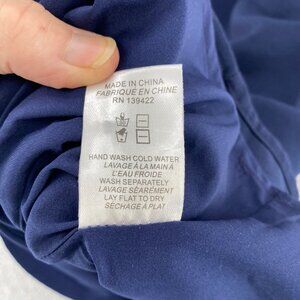 MADE IN CHINA
FABRIQUÉ EN CHINE
RN 139422
HAND WASH COLD WATER
LAVAGE À LA MAIN À
L'EAU FROIDE
WASH SEPARATELY
LAVAGE SÉAREMENT
LAY FLAT TO DRY
SÉCHAGE À PLAT